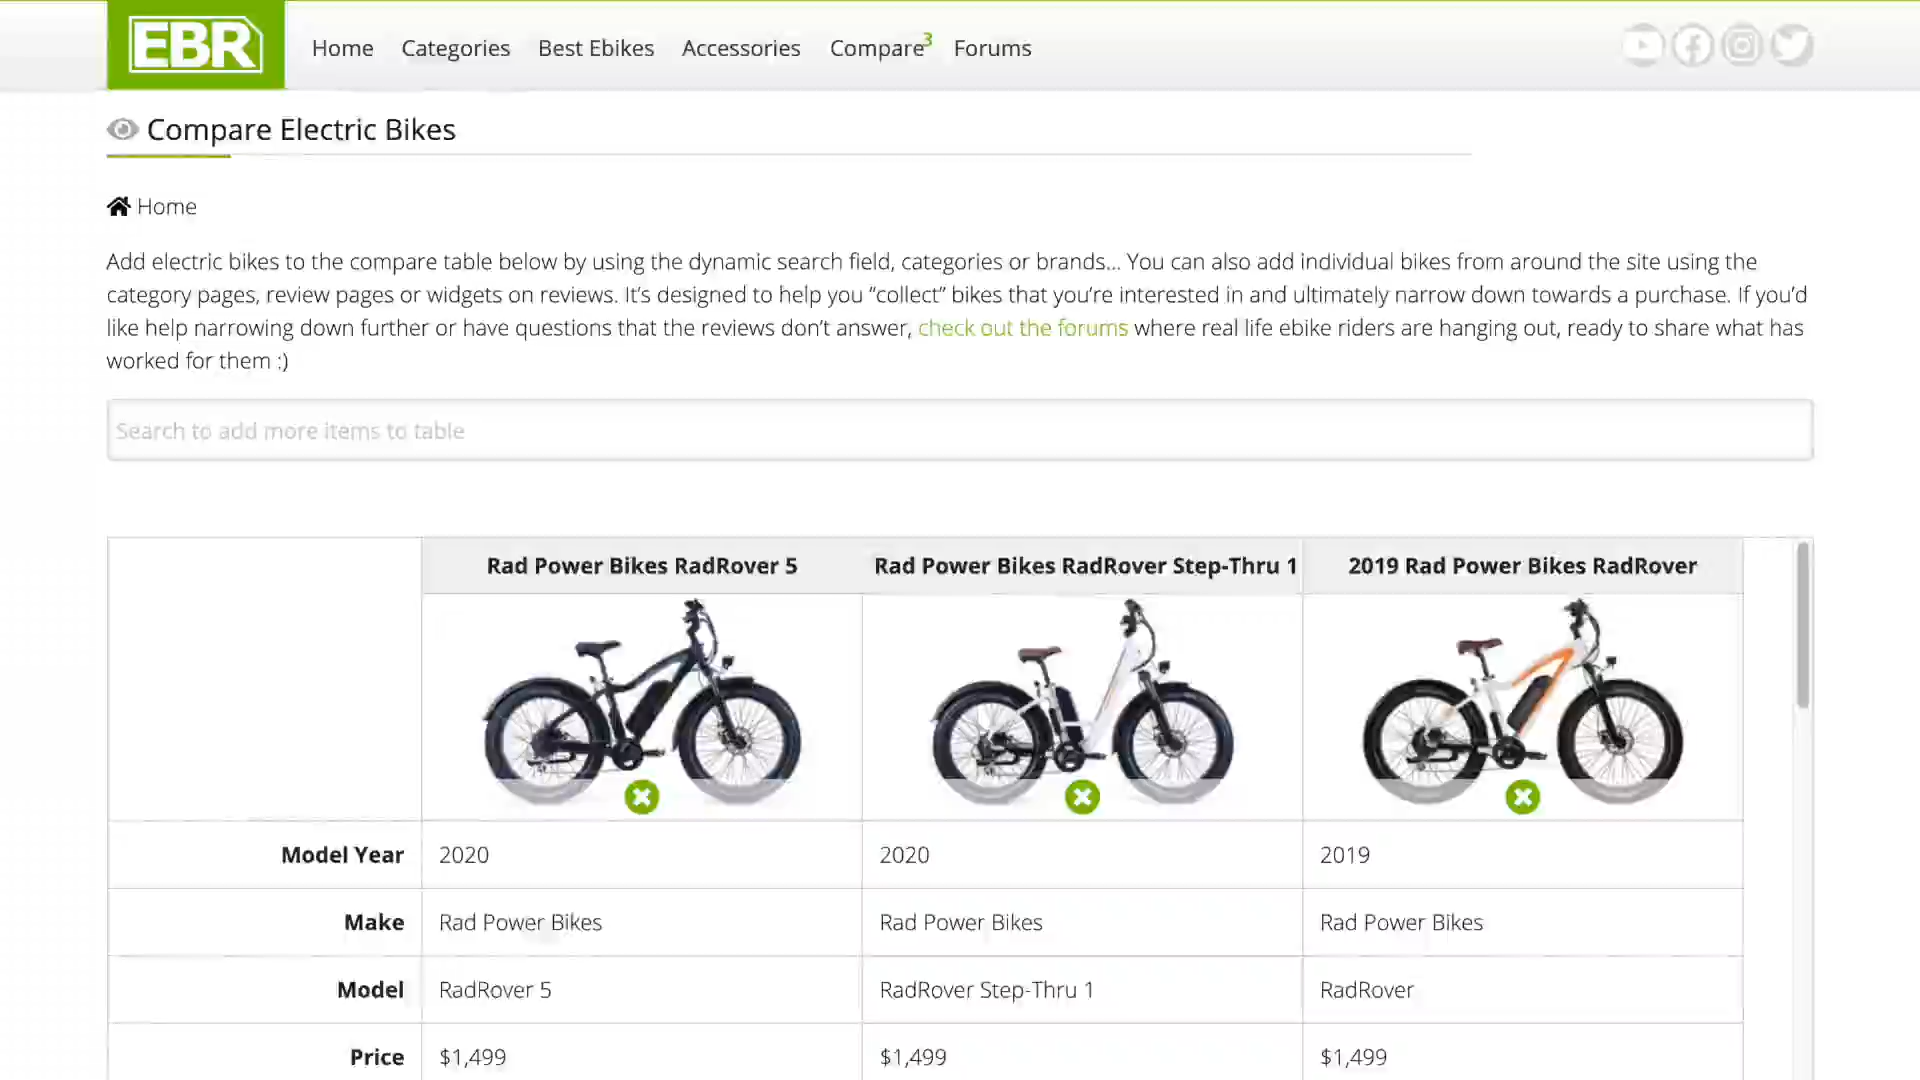 EBR
Home Categories Best Ebikes Accessories Compare 3 Forums
Compare Electric Bikes
Home
Add electric bikes to the compare table below by using the dynamic search field, categories or brands... You can also add individual bikes from around the site using the
category pages, review pages or widgets on reviews. It’s designed to help you “collect” bikes that you’re interested in and ultimately narrow down towards a purchase. If you’d
like help narrowing down further or have questions that the reviews don’t answer, check out the forums where real life ebike riders are hanging out, ready to share what has
worked for them :)
Search to add more items to table
Rad Power Bikes RadRover 5 Rad Power Bikes RadRover Step-Thru 1 2019 Rad Power Bikes RadRover
Model Year 2020 2020 2019
Make Rad Power Bikes Rad Power Bikes Rad Power Bikes
Model RadRover 5 RadRover Step-Thru 1 RadRover
Price $1,499 $1,499 $1,499